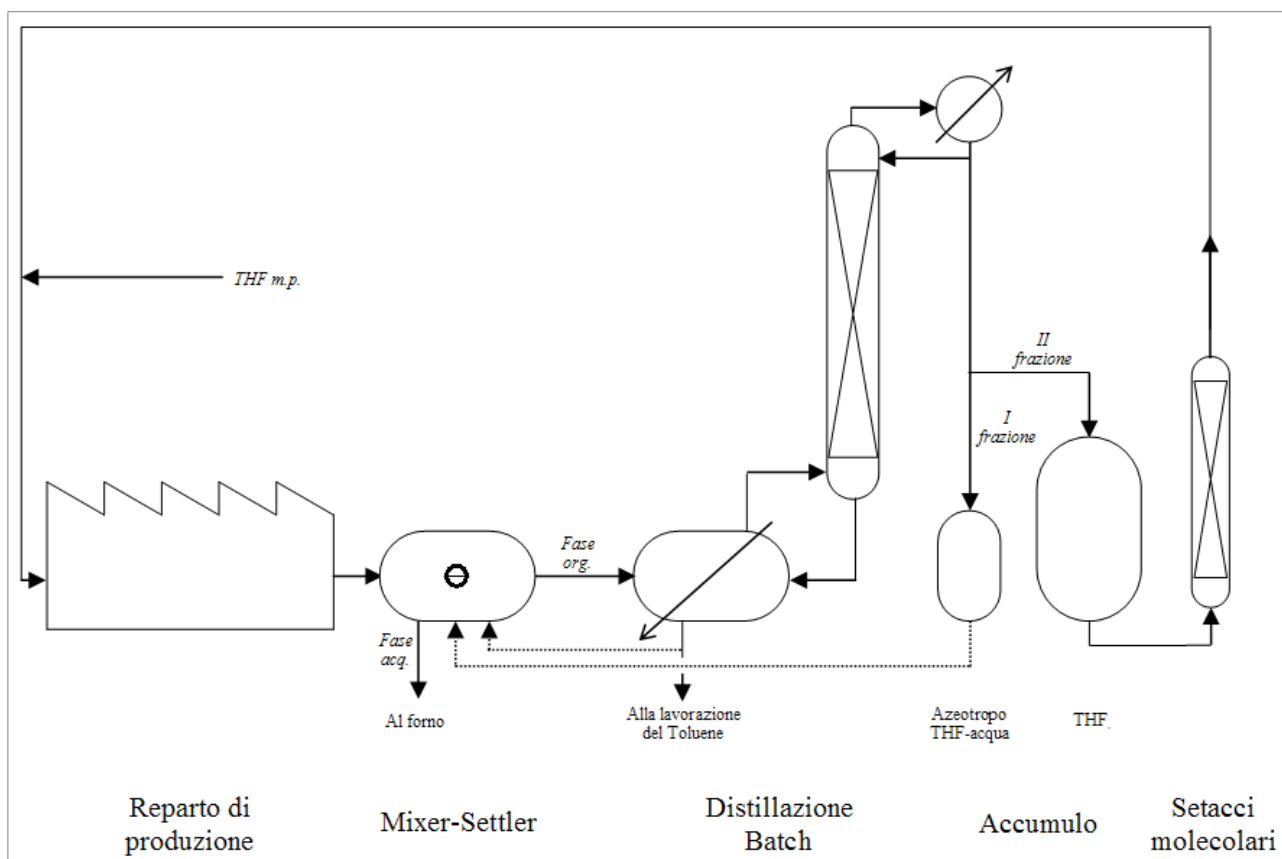 THF m.p.
II
frazione
I
frazione
Fase
org.
Fase
acq.
Al forno
Alla lavorazione
del Toluene
Azeotropo
THF-acqua
THF.
Reparto di
produzione
Mixer-Settler
Distillazione
Batch
Accumulo
Setacci
molecolari